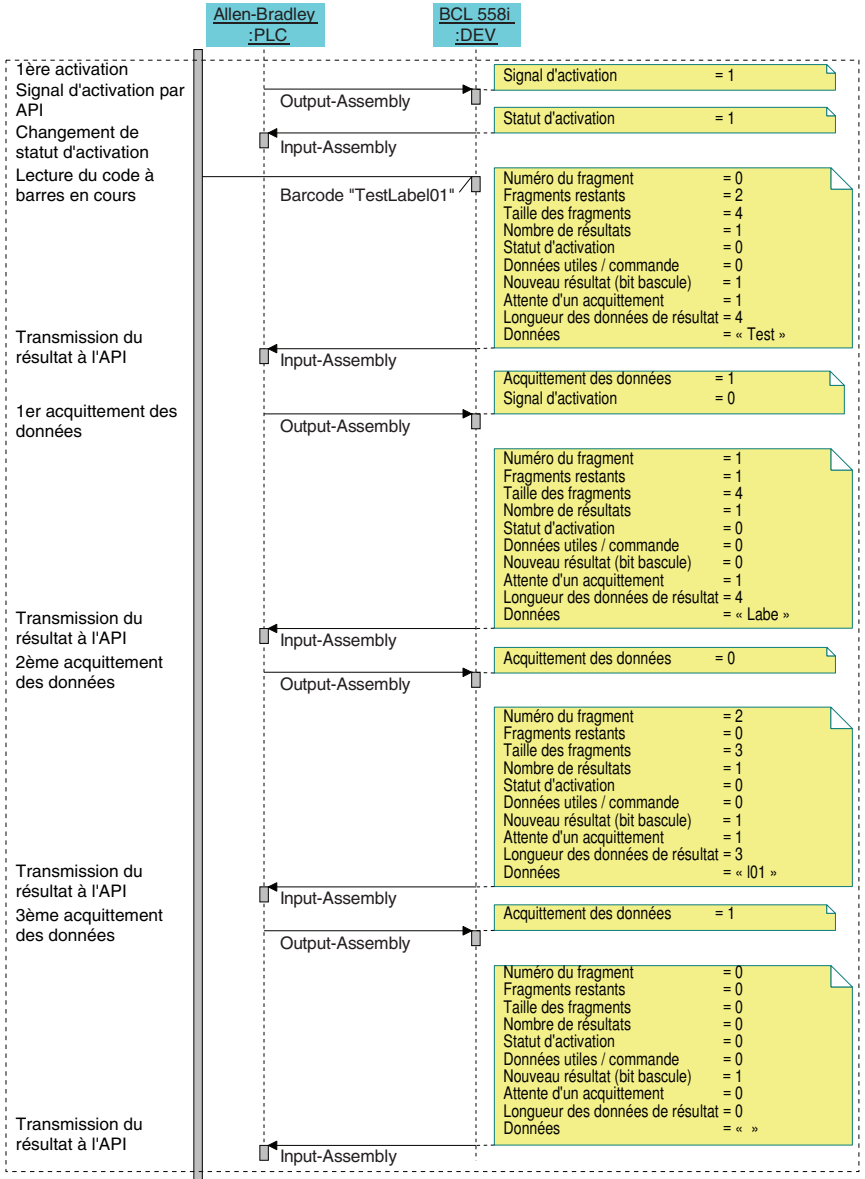 Allen-Bradley
:PLC
BCL 558i
:DEV
1ère activation
Signal d'activation par
API
Output-Assembly
Signal d'activation = 1
Changement de
statut d'activation
Input-Assembly
Statut d'activation = 1
Lecture du code à
barres en cours
Barcode "TestLabel01"
Numéro du fragment = 0
Fragments restants = 2
Taille des fragments = 4
Nombre de résultats = 1
Statut d'activation = 0
Données utiles / commande = 0
Nouveau résultat (bit bascule) = 1
Attente d'un acquittement = 1
Longueur des données de résultat = 4
Données = « Test »
Transmission du
résultat à l'API
Input-Assembly
Acquittement des données = 1
Signal d'activation = 0
1er acquittement des
données
Output-Assembly
Numéro du fragment = 1
Fragments restants = 1
Taille des fragments = 4
Nombre de résultats = 1
Statut d'activation = 0
Données utiles / commande = 0
Nouveau résultat (bit bascule) = 0
Attente d'un acquittement = 1
Longueur des données de résultat = 4
Données = « Labe »
Transmission du
résultat à l'API
Input-Assembly
2ème acquittement
des données
Output-Assembly
Acquittement des données = 0
Numéro du fragment = 2
Fragments restants = 0
Taille des fragments = 3
Nombre de résultats = 1
Statut d'activation = 0
Données utiles / commande = 0
Nouveau résultat (bit bascule) = 1
Attente d'un acquittement = 1
Longueur des données de résultat = 3
Données = « l01 »
Transmission du
résultat à l'API
Input-Assembly
3ème acquittement
des données
Output-Assembly
Acquittement des données = 1
Numéro du fragment = 0
Fragments restants = 0
Taille des fragments = 0
Nombre de résultats = 0
Statut d'activation = 0
Données utiles / commande = 0
Nouveau résultat (bit bascule) = 1
Attente d'un acquittement = 0
Longueur des données de résultat = 0
Données = « »
Transmission du
résultat à l'API
Input-Assembly